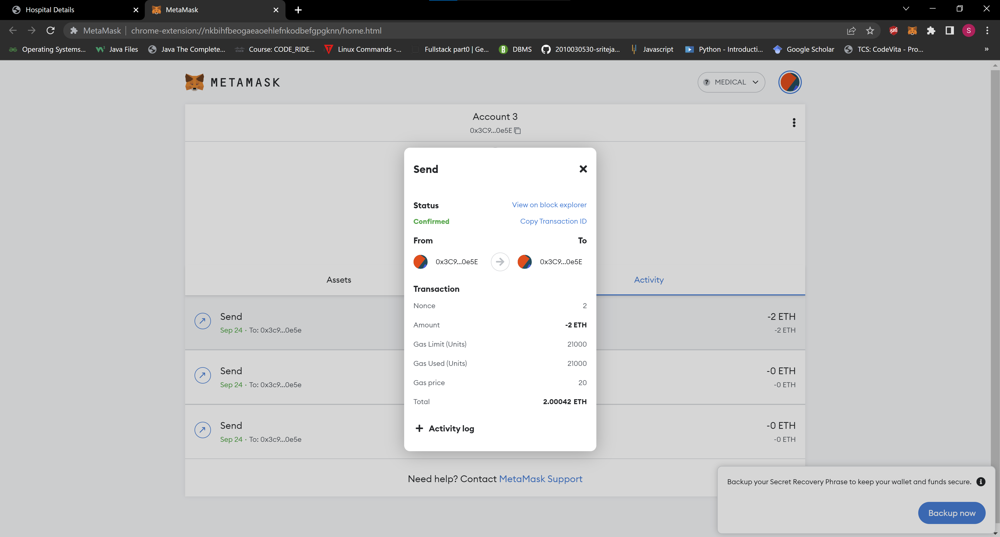 Hospital Details
MetaMask
MetaMask | chrome-extension://nkbihfbeogaeaoehlefnkodbefgpgknn/home.html
ABP
S
Operating Systems...
Java Files
Java The Complete...
CISCO
Course: CODE_RIDE...
Linux Commands -...
Fullstack part0 | Ge...
DBMS
2010030530-sriteja...
Javascript
Python - Introducti...
Google Scholar
TCS: CodeVita - Pro...
»
METAMASK
? MEDICAL
Account 3
0x3C9...0e5E
Send
Status
View on block explorer
Confirmed
Copy Transaction ID
From
To
0x3C9...0e5E
0x3C9...0e5E
Transaction
Nonce 2
Amount -2 ETH
Gas Limit (Units) 21000
Gas Used (Units) 21000
Gas price 20
Total 2.00042 ETH
+ Activity log
Assets
Activity
Send
-2 ETH
Sep 24 · To: 0x3c9...0e5e
-2 ETH
Send
-0 ETH
Sep 24 · To: 0x3c9...0e5e
-0 ETH
Send
-0 ETH
Sep 24 · To: 0x3c9...0e5e
-0 ETH
Need help? Contact MetaMask Support
Backup your Secret Recovery Phrase to keep your wallet and funds secure.
Backup now